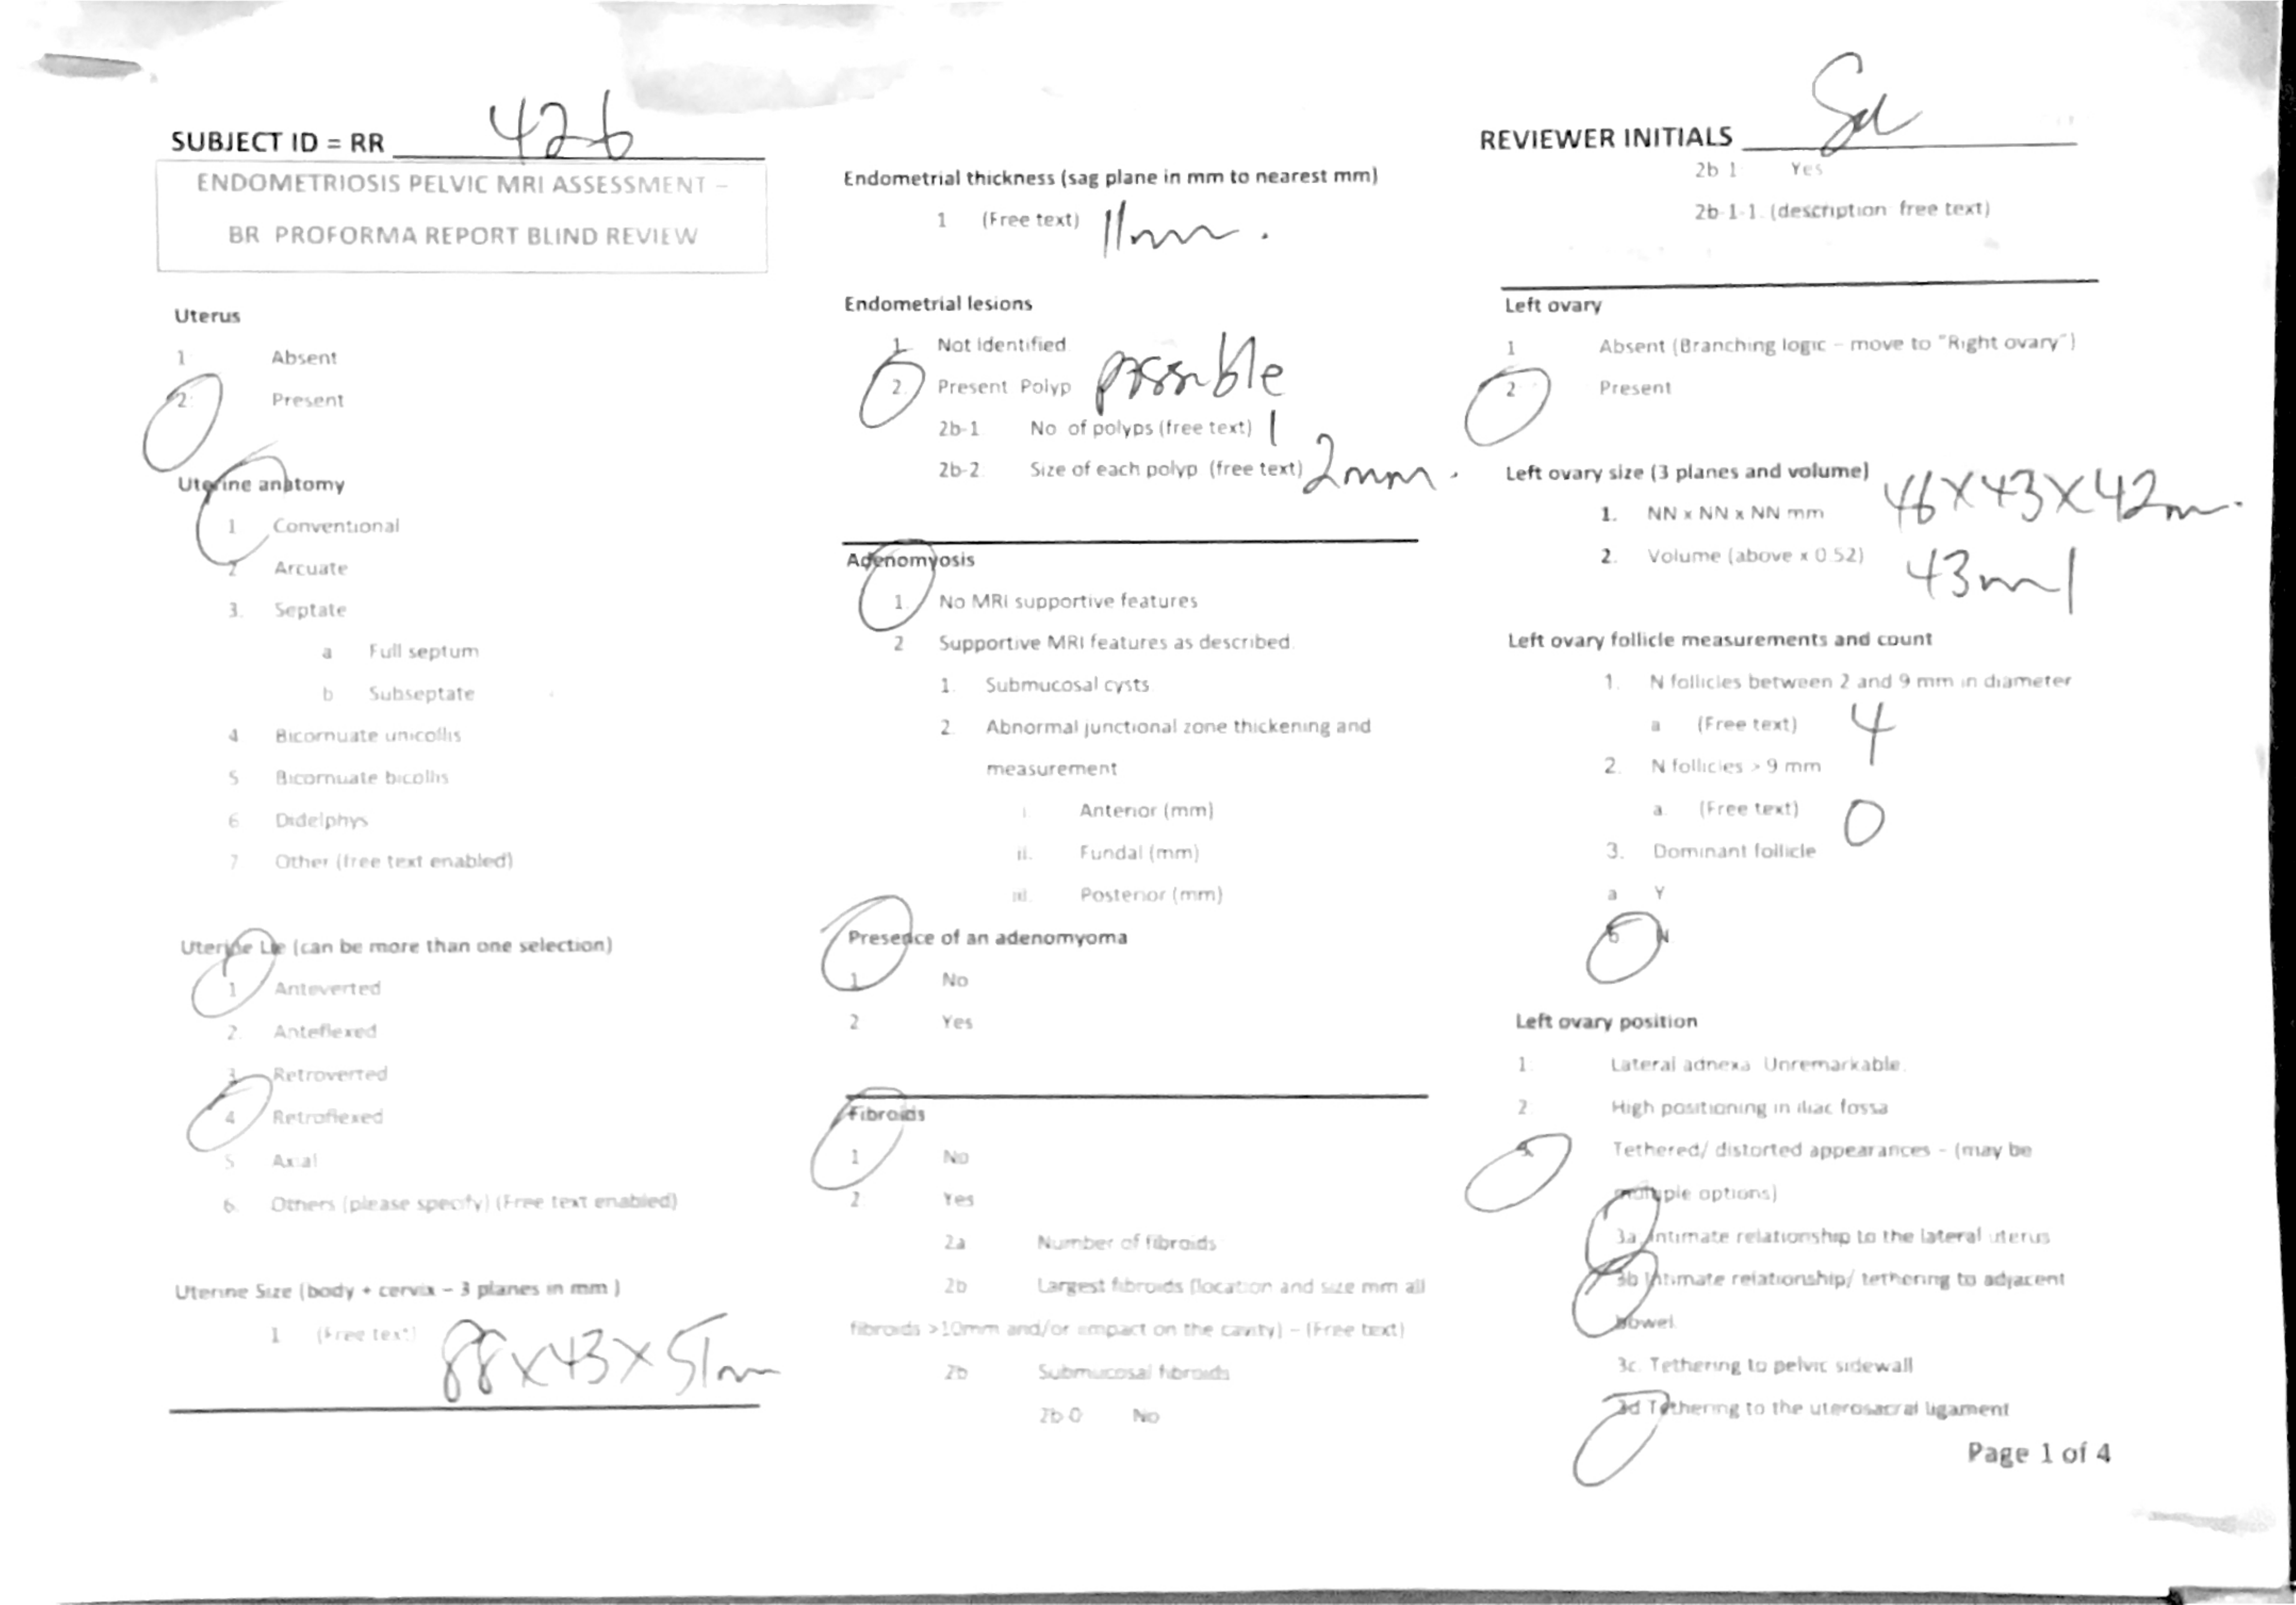 SUBJECT ID = RR 426
ENDOMETRIOSIS PELVIC MRI ASSESSMENT –
BR PROFORMA REPORT BLIND REVIEW
Uterus
1 Absent
2. Present
Uterine anatomy
1 Conventional
2 Arcuate
3. Septate
a Full septum
b Subseptate
4 Bicornuate unicollis
5 Bicornuate bicollis
6 Didelphys
7 Other (free text enabled)
Uterine Lie (can be more than one selection)
1 Anteverted
2. Anteflexed
3. Retroverted
4 Retroflexed
5 Axial
6. Others (please specify) (Free text enabled)
Uterine Size (body + cervix – 3 planes in mm )
1 (Free text) 88x43x51m
Endometrial thickness (sag plane in mm to nearest mm)
1 (Free text) 11mm.
Endometrial lesions
1. Not identified
2. Present Polyp possible
2b-1 No of polyps (free text) 1
2b-2 Size of each polyp (free text) 2mm.
Adenomyosis
1. No MRI supportive features
2 Supportive MRI features as described.
1. Submucosal cysts
2. Abnormal junctional zone thickening and
measurement
i. Anterior (mm)
ii. Fundal (mm)
iii. Posterior (mm)
Presence of an adenomyoma
1 No
2 Yes
Fibroids
1 No
2 Yes
2a Number of fibroids
2b Largest fibroids (location and size mm all
fibroids >10mm and/or impact on the cavity) – (Free text)
2b Submucosal fibroids
2b 0 No
REVIEWER INITIALS
2b 1 Yes
2b-1-1. (description free text)
Left ovary
1 Absent (Branching logic – move to "Right ovary")
2 Present
Left ovary size (3 planes and volume)
1. NN x NN x NN mm 46x43x42m.
2. Volume (above x 0.52) 43ml
Left ovary follicle measurements and count
1. N follicles between 2 and 9 mm in diameter
a (Free text) 4
2. N follicles > 9 mm
a. (Free text) 0
3. Dominant follicle
a Y
b N
Left ovary position
1. Lateral adnexa Unremarkable.
2. High positioning in iliac fossa
Tethered/ distorted appearances – (may be
multiple options)
3a Intimate relationship to the lateral uterus
3b Intimate relationship/ tethering to adjacent
bowel.
3c. Tethering to pelvic sidewall
3d Tethering to the uterosacral ligament
Page 1 of 4